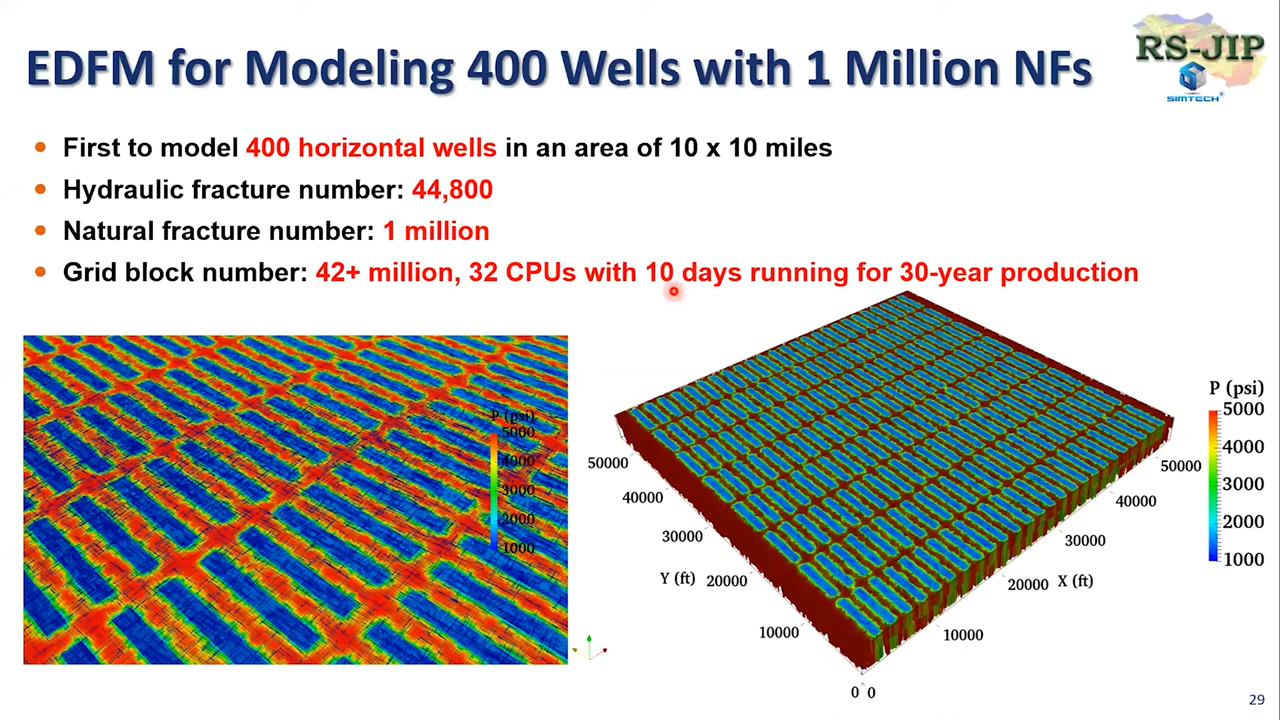 RS-JIP
SIMTECH
EDFM for Modeling 400 Wells with 1 Million NFs
• First to model 400 horizontal wells in an area of 10 x 10 miles
• Hydraulic fracture number: 44,800
• Natural fracture number: 1 million
• Grid block number: 42+ million, 32 CPUs with 10 days running for 30-year production
P (psi)
5000
4000
3000
2000
1000
50000
40000
30000
Y (ft)
20000
10000
0
0
10000
20000
X (ft)
30000
40000
50000
P (psi)
5000
4000
3000
2000
1000
29